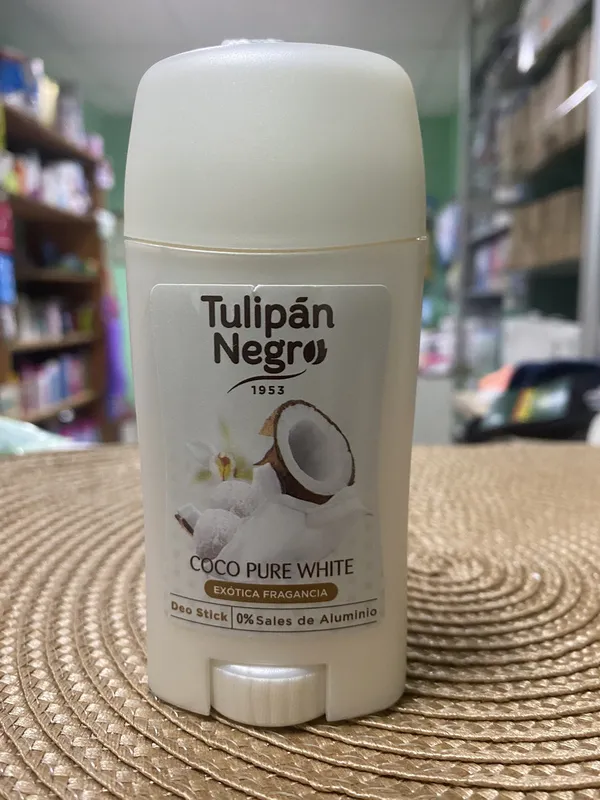 Tulipán
Negro
1953
COCO PURE WHITE
EXÓTICA FRAGANCIA
Deo Stick 0% Sales de Aluminio